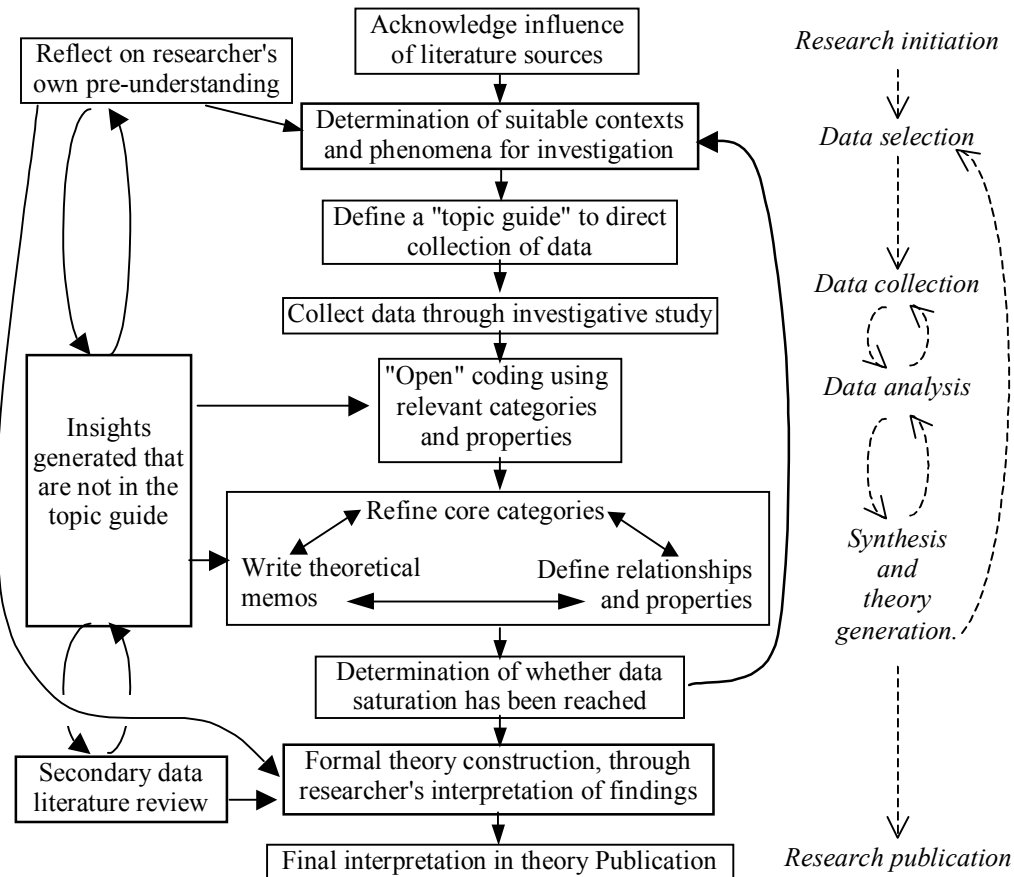 Acknowledge influence
of literature sources
Reflect on researcher's
own pre-understanding
Determination of suitable contexts
and phenomena for investigation
Define a "topic guide" to direct
collection of data
Collect data through investigative study
"Open" coding using
relevant categories
and properties
Insights
generated that
are not in the
topic guide
Refine core categories
Write theoretical
memos
Define relationships
and properties
Determination of whether data
saturation has been reached
Secondary data
literature review
Formal theory construction, through
researcher's interpretation of findings
Final interpretation in theory Publication
Research initiation
Data selection
Data collection
Data analysis
Synthesis
and
theory
generation.
Research publication